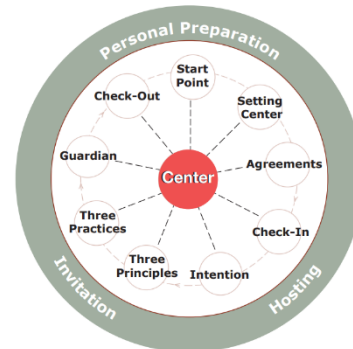 Personal Preparation
Start
Point
Setting
Center
Agreements
Check-In
Intention
Three
Principles
Three
Practices
Guardian
Check-Out
Center
Invitation
Hosting